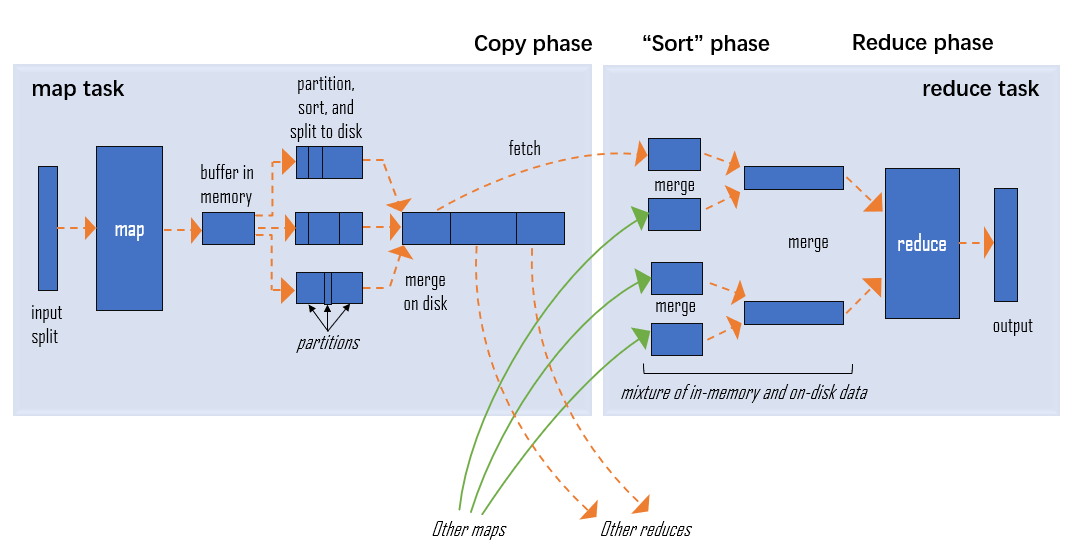 Copy phase
“Sort” phase
Reduce phase
map task
partition,
sort, and
split to disk
buffer in
memory
map
input
split
partitions
merge
on disk
fetch
reduce task
merge
merge
merge
reduce
output
mixture of in-memory and on-disk data
Other maps
Other reduces